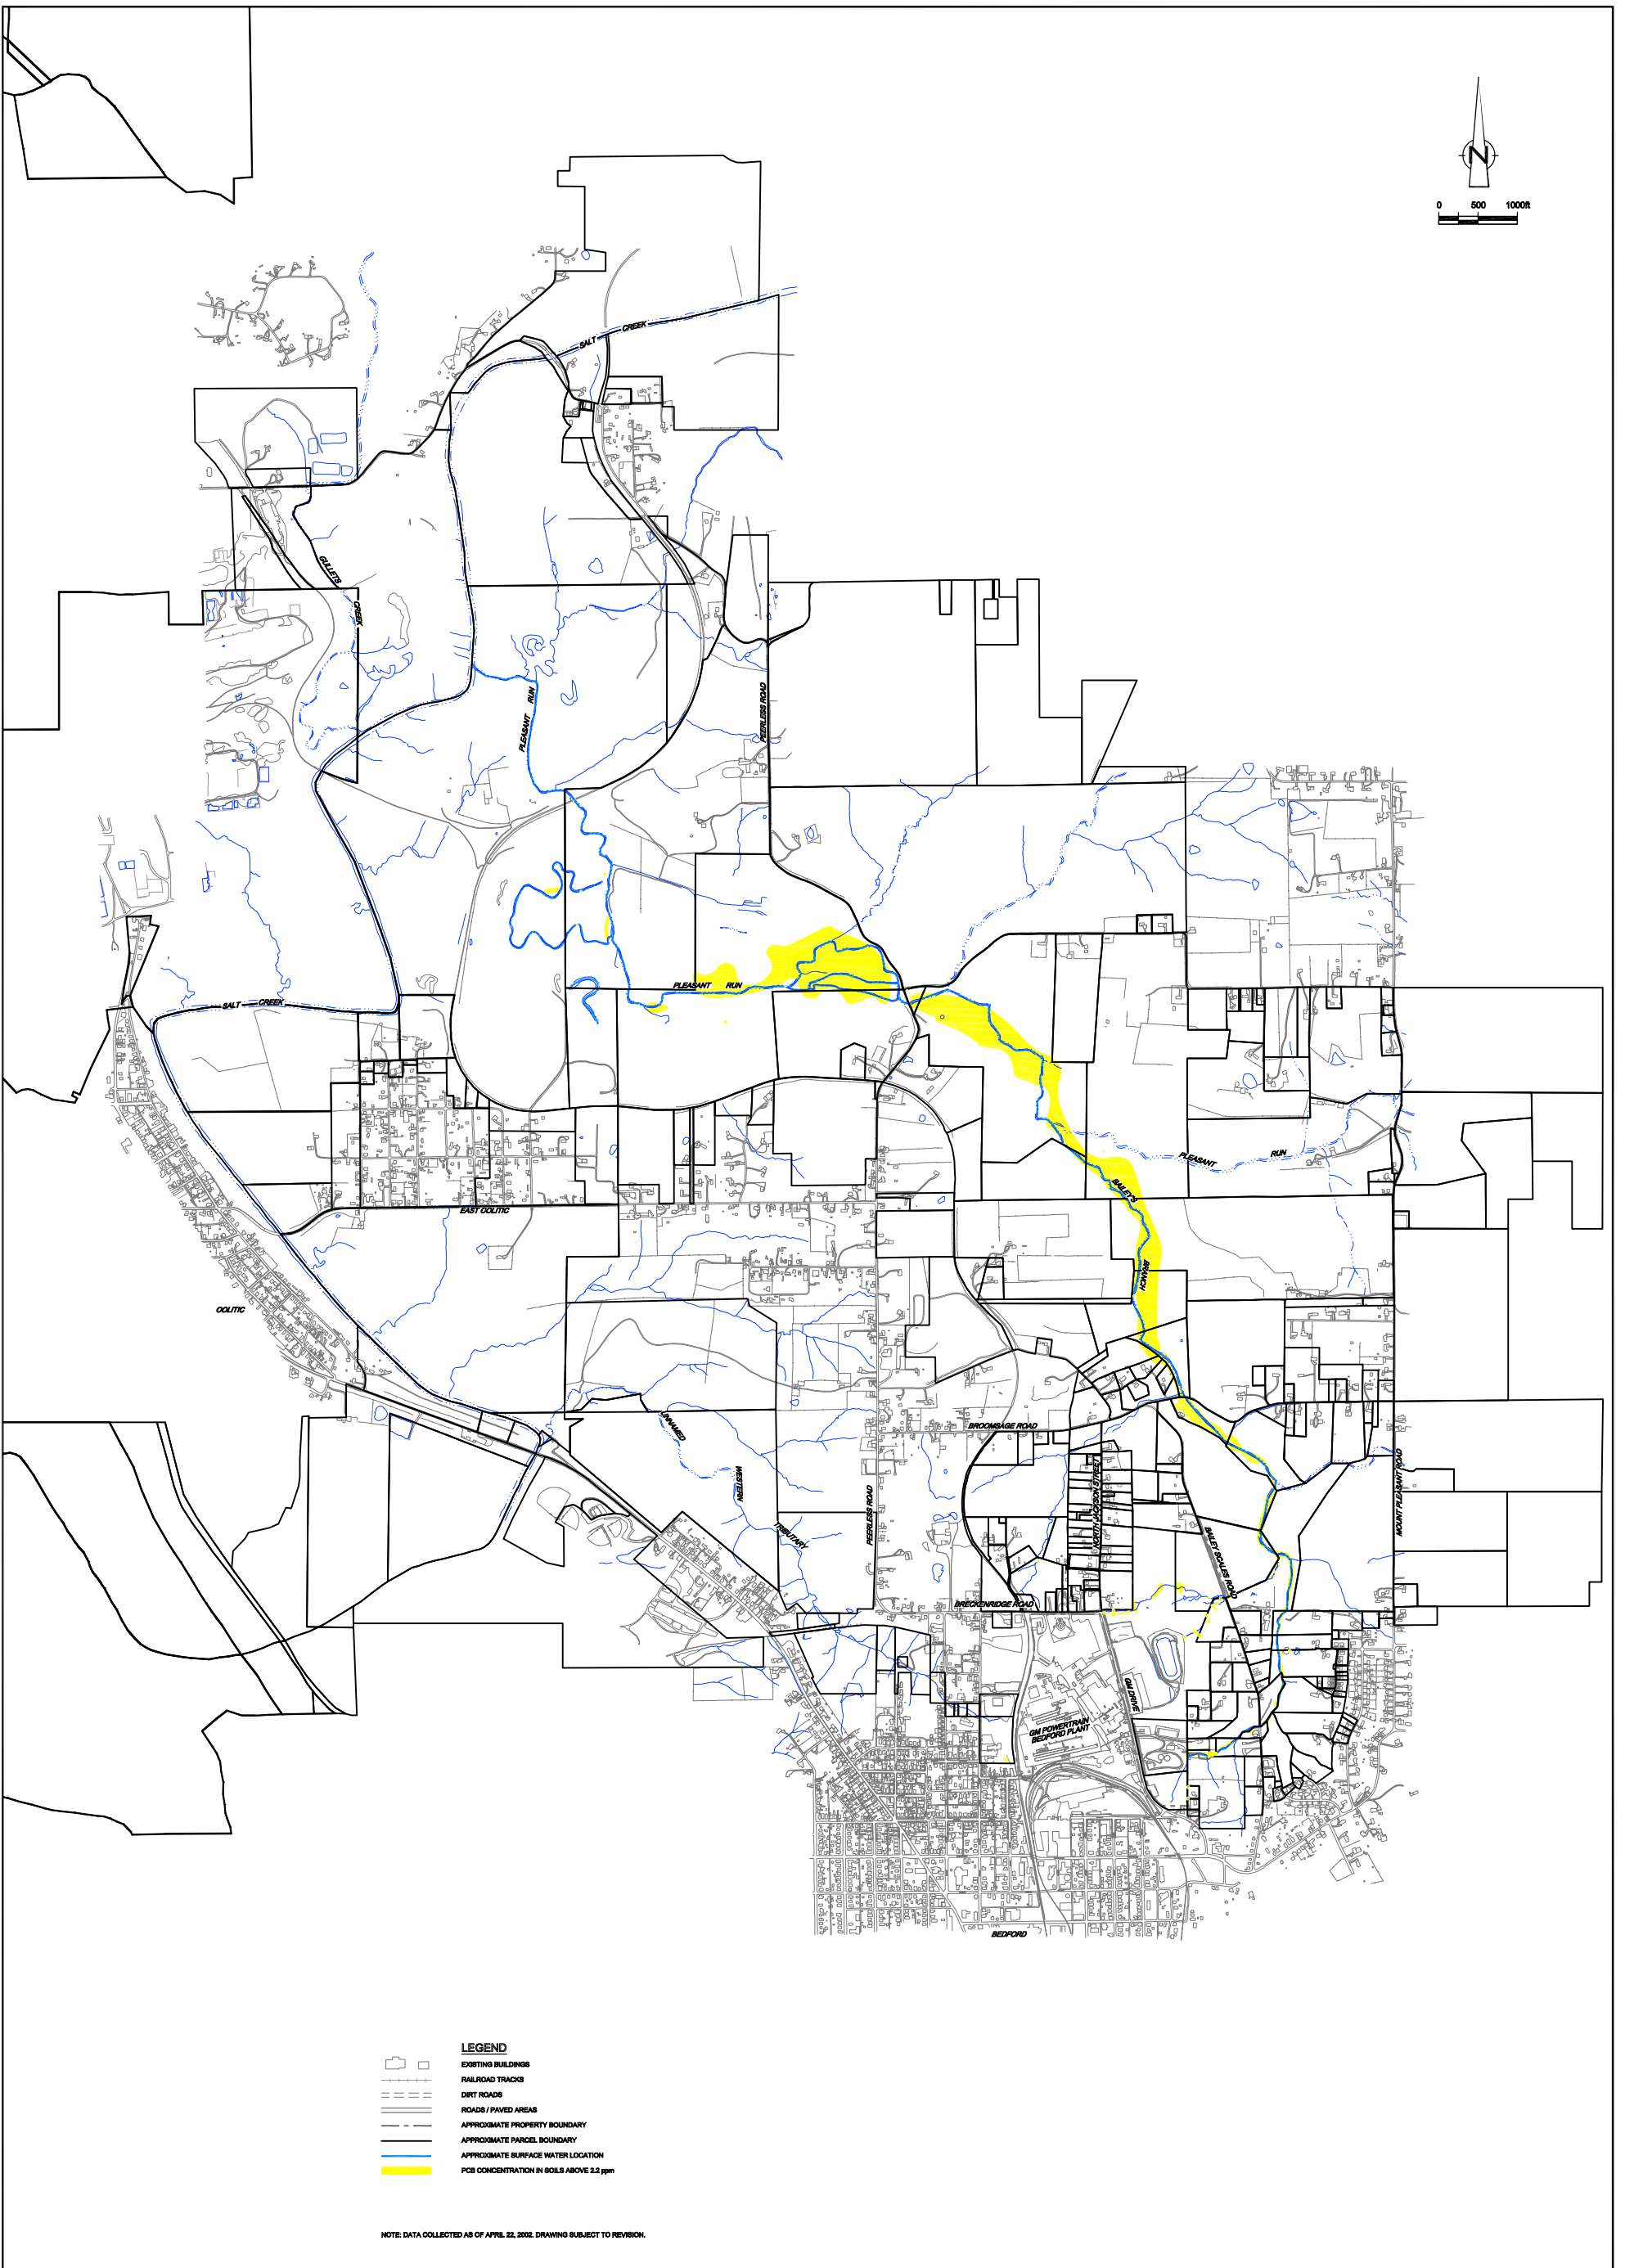 N
0 500 1000ft
SALT CREEK
GULLETS
CREEK
PLEASANT RUN
PEERLESS ROAD
PLEASANT RUN
SALT CREEK
PLEASANT RUN
BAILEY'S
BRANCH
EAST OOLITIC
OOLITIC
UNNAMED
WESTERN
TRIBUTARY
PEERLESS ROAD
BROOMSAGE ROAD
NORTH JACKSON STREET
MOUNT PLEASANT ROAD
BAILEY SCALES ROAD
BRECKENRIDGE ROAD
GM DRIVE
GM POWERTRAIN
BEDFORD PLANT
BEDFORD
LEGEND
EXISTING BUILDINGS
RAILROAD TRACKS
DIRT ROADS
ROADS / PAVED AREAS
APPROXIMATE PROPERTY BOUNDARY
APPROXIMATE PARCEL BOUNDARY
APPROXIMATE SURFACE WATER LOCATION
PCB CONCENTRATION IN SOILS ABOVE 2.2 ppm
NOTE: DATA COLLECTED AS OF APRIL 22, 2002. DRAWING SUBJECT TO REVISION.